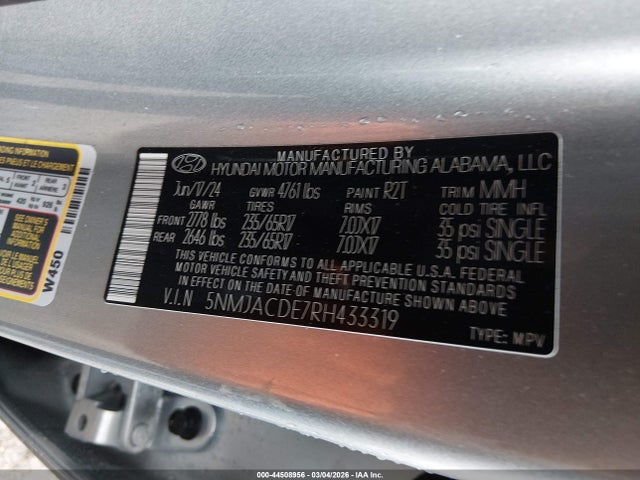 MANUFACTURED BY
HYUNDAI MOTOR MANUFACTURING ALABAMA, LLC
Jun/17/24 GVWR 4761 lbs PAINT R2T TRIM MMH
GAWR TIRES RIMS COLD TIRE INFL
FRONT 2778 lbs 235/65R17 7.0JX17 35 psi SINGLE
REAR 2646 lbs 235/65R17 7.0JX17 35 psi SINGLE
THIS VEHICLE CONFORMS TO ALL APPLICABLE U.S.A. FEDERAL
MOTOR VEHICLE SAFETY AND THEFT PREVENTION STANDARDS
IN EFFECT ON THE DATE OF MANUFACTURE SHOWN ABOVE.
V.I.N 5NMJACDE7RH433319
TYPE: MPV
W450
000-44508956 | 03/04/2026 | IAA, Inc.